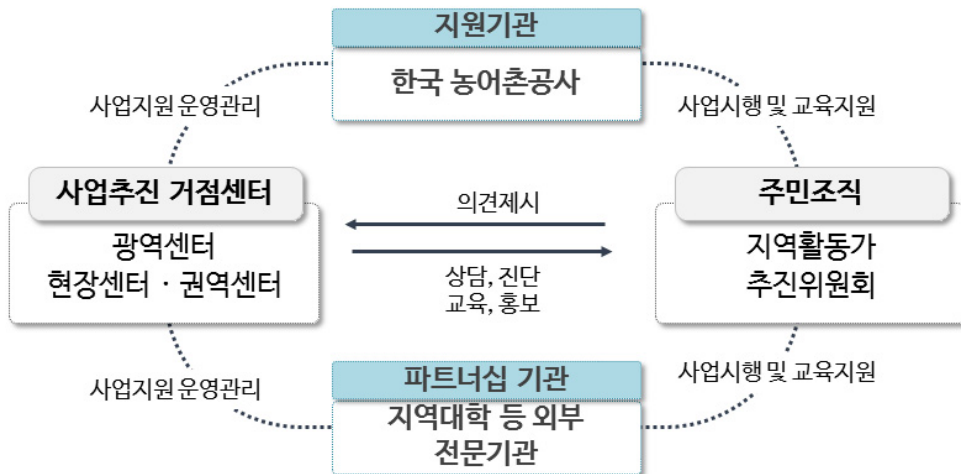 지원기관
한국 농어촌공사
사업지원 운영관리
사업시행 및 교육지원
사업추진 거점센터
광역센터
현장센터 · 권역센터
의견제시
상담, 진단
교육, 홍보
주민조직
지역활동가
추진위원회
사업지원 운영관리
사업시행 및 교육지원
파트너십 기관
지역대학 등 외부
전문기관